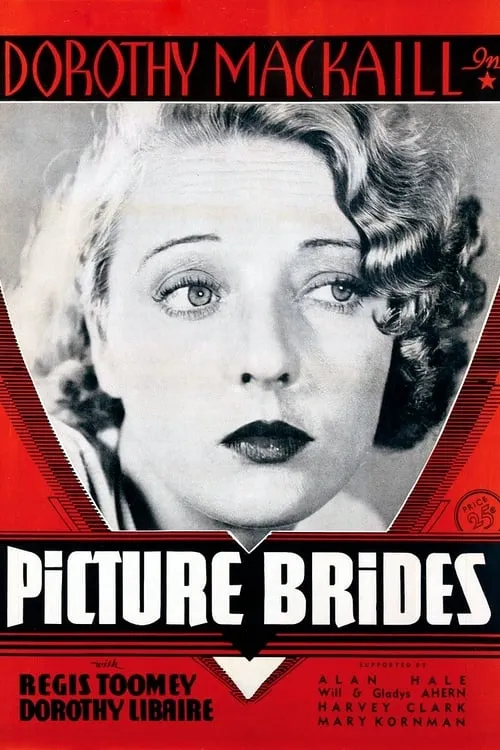 DOROTHY MACKAILL in
PRICE
25¢
PICTURE BRIDES
with
REGIS TOOMEY
DOROTHY LIBAIRE
SUPPORTED BY
ALAN HALE
Will & Gladys AHERN
HARVEY CLARK
MARY KORNMAN